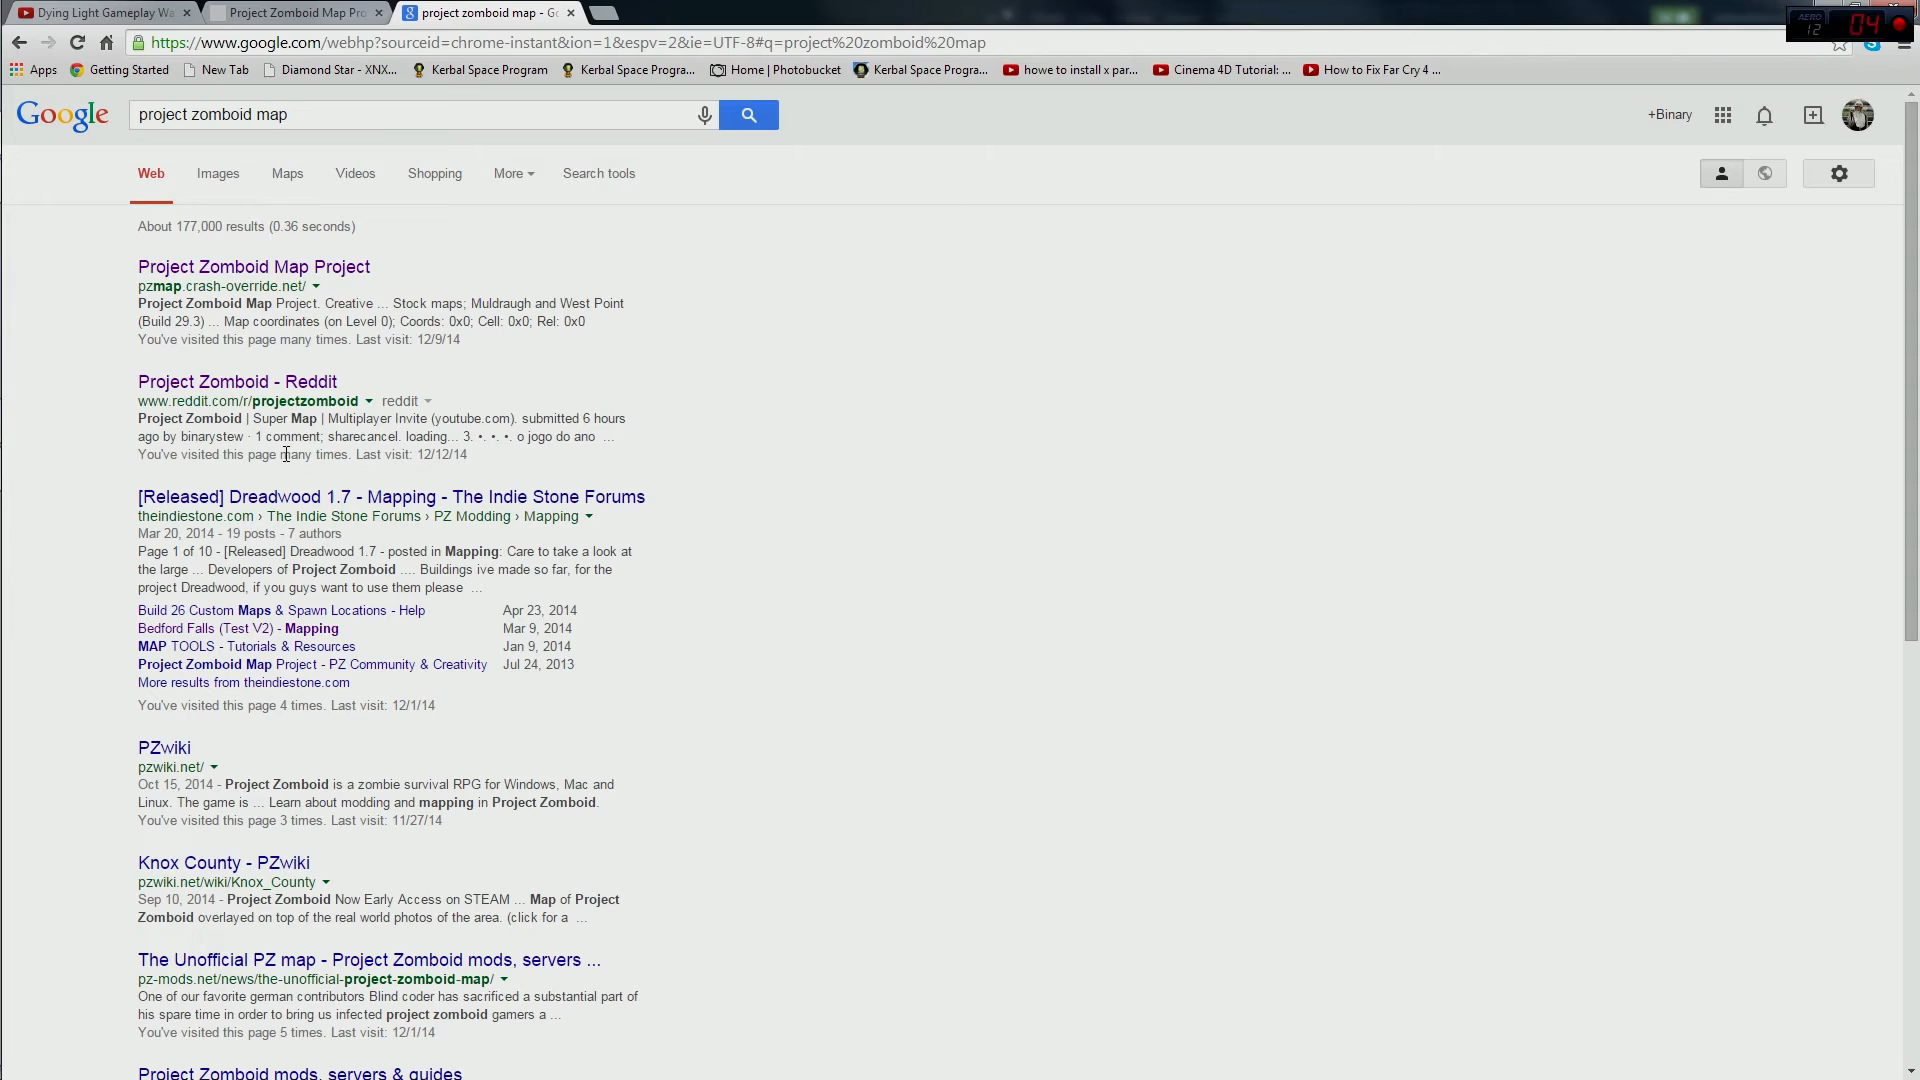 Dying Light Gameplay Wa
Project Zomboid Map Pro
project zomboid map - Go
AERO
12
04
https://www.google.com/webhp?sourceid=chrome-instant&ion=1&espv=2&ie=UTF-8#q=project%20zomboid%20map
Apps
Getting Started
New Tab
Diamond Star - XNX...
Kerbal Space Program
Kerbal Space Progra...
Home | Photobucket
Kerbal Space Progra...
howe to install x par...
Cinema 4D Tutorial: ...
How to Fix Far Cry 4 ...
Google
project zomboid map
+Binary
Web
Images
Maps
Videos
Shopping
More
Search tools
About 177,000 results (0.36 seconds)
Project Zomboid Map Project
pzmap.crash-override.net/
Project Zomboid Map Project. Creative ... Stock maps; Muldraugh and West Point
(Build 29.3) ... Map coordinates (on Level 0); Coords: 0x0; Cell: 0x0; Rel: 0x0
You've visited this page many times. Last visit: 12/9/14
Project Zomboid - Reddit
www.reddit.com/r/projectzomboid reddit
Project Zomboid | Super Map | Multiplayer Invite (youtube.com). submitted 6 hours
ago by binarystew · 1 comment; sharecancel. loading... 3. •. •. •. o jogo do ano ...
You've visited this page many times. Last visit: 12/12/14
[Released] Dreadwood 1.7 - Mapping - The Indie Stone Forums
theindiestone.com › The Indie Stone Forums › PZ Modding › Mapping
Mar 20, 2014 - 19 posts - 7 authors
Page 1 of 10 - [Released] Dreadwood 1.7 - posted in Mapping: Care to take a look at
the large ... Developers of Project Zomboid .... Buildings ive made so far, for the
project Dreadwood, if you guys want to use them please ...
Build 26 Custom Maps & Spawn Locations - Help Apr 23, 2014
Bedford Falls (Test V2) - Mapping Mar 9, 2014
MAP TOOLS - Tutorials & Resources Jan 9, 2014
Project Zomboid Map Project - PZ Community & Creativity Jul 24, 2013
More results from theindiestone.com
You've visited this page 4 times. Last visit: 12/1/14
PZwiki
pzwiki.net/
Oct 15, 2014 - Project Zomboid is a zombie survival RPG for Windows, Mac and
Linux. The game is ... Learn about modding and mapping in Project Zomboid.
You've visited this page 3 times. Last visit: 11/27/14
Knox County - PZwiki
pzwiki.net/wiki/Knox_County
Sep 10, 2014 - Project Zomboid Now Early Access on STEAM ... Map of Project
Zomboid overlayed on top of the real world photos of the area. (click for a ...
The Unofficial PZ map - Project Zomboid mods, servers ...
pz-mods.net/news/the-unofficial-project-zomboid-map/
One of our favorite german contributors Blind coder has sacrificed a substantial part of
his spare time in order to bring us infected project zomboid gamers a ...
You've visited this page 5 times. Last visit: 12/1/14
Project Zomboid mods, servers & guides